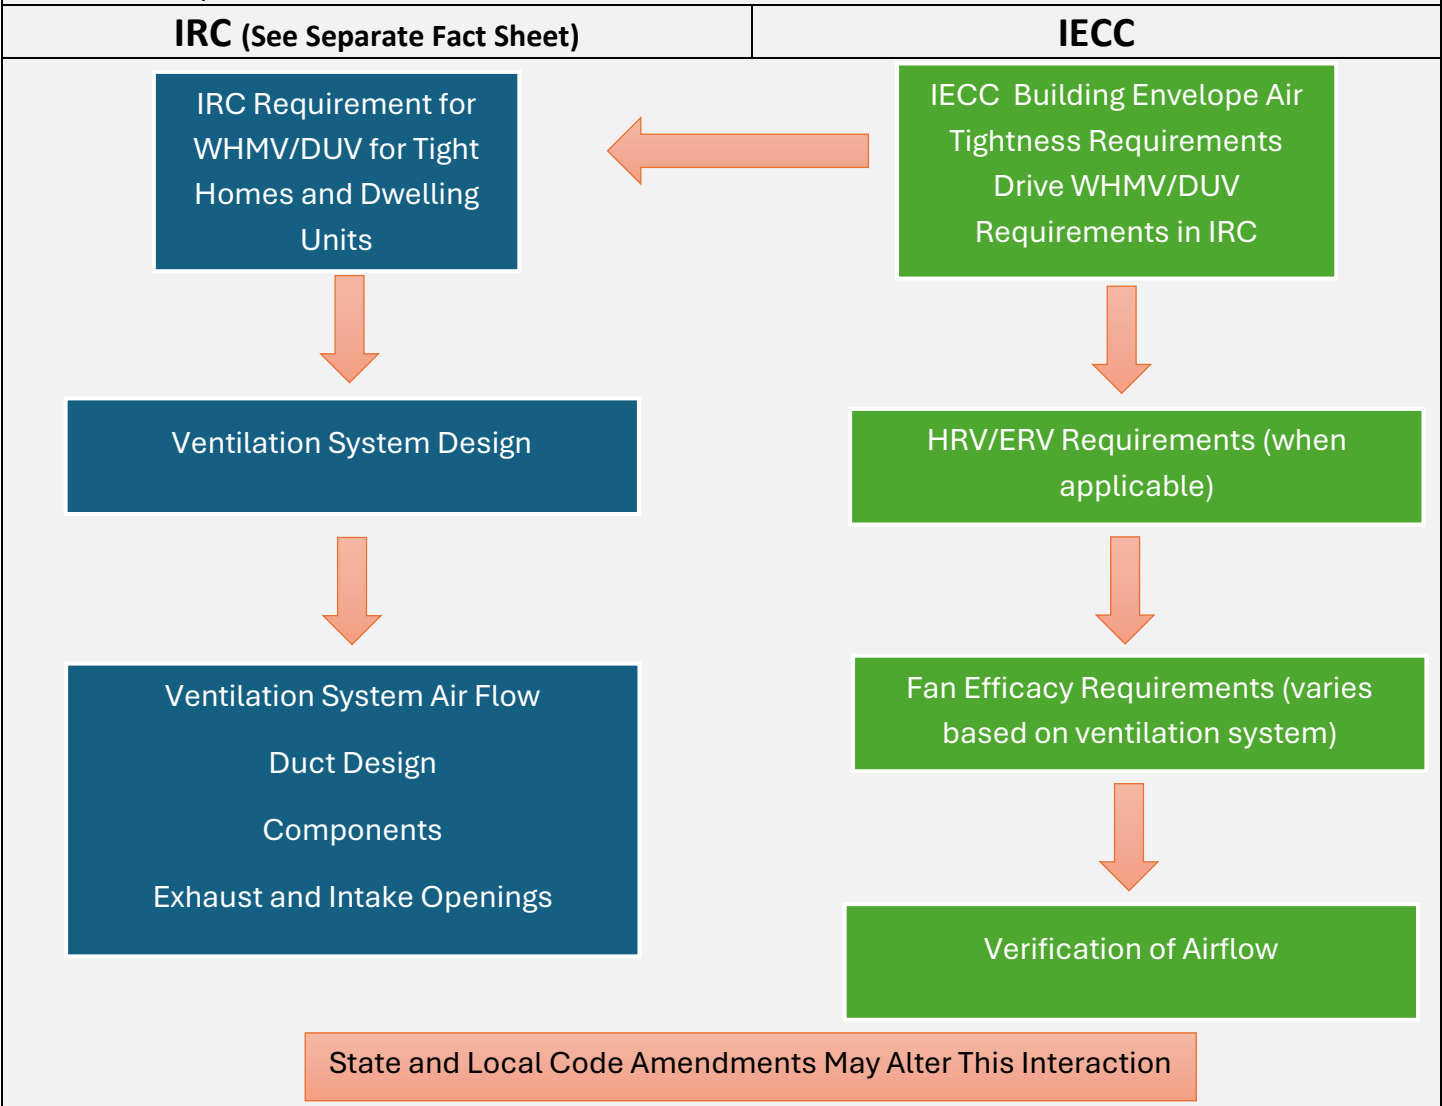 IRC (See Separate Fact Sheet)
IECC
IRC Requirement for
WHMV/DUV for Tight
Homes and Dwelling
Units
IECC  Building Envelope Air
Tightness Requirements
Drive WHMV/DUV
Requirements in IRC
Ventilation System Design
HRV/ERV Requirements (when
applicable)
Ventilation System Air Flow
Duct Design
Components
Exhaust and Intake Openings
Fan Efficacy Requirements (varies
based on ventilation system)
Verification of Airflow
State and Local Code Amendments May Alter This Interaction